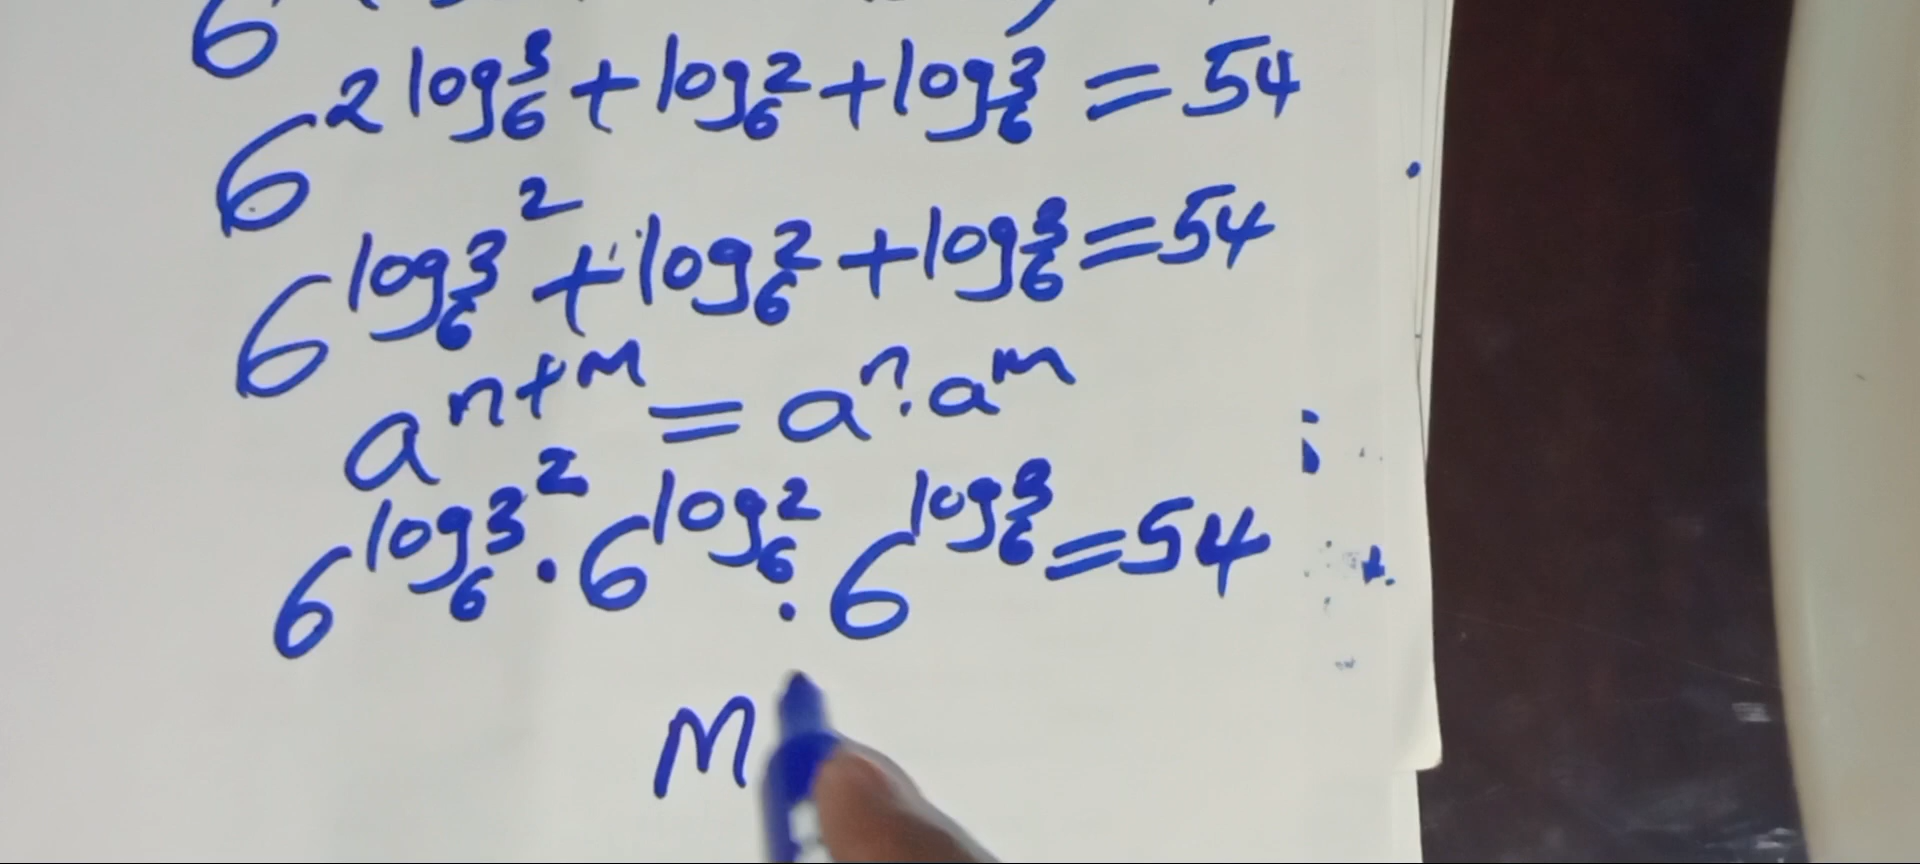 6
6^{2 log_6^3 + log_6^2 + log_6^3} = 54
6^{log_6 3^2 + log_6^2 + log_6^3} = 54
a^{n+m} = a^n . a^m
6^{log_6 3^2} . 6^{log_6^2} . 6^{log_6^3} = 54
M